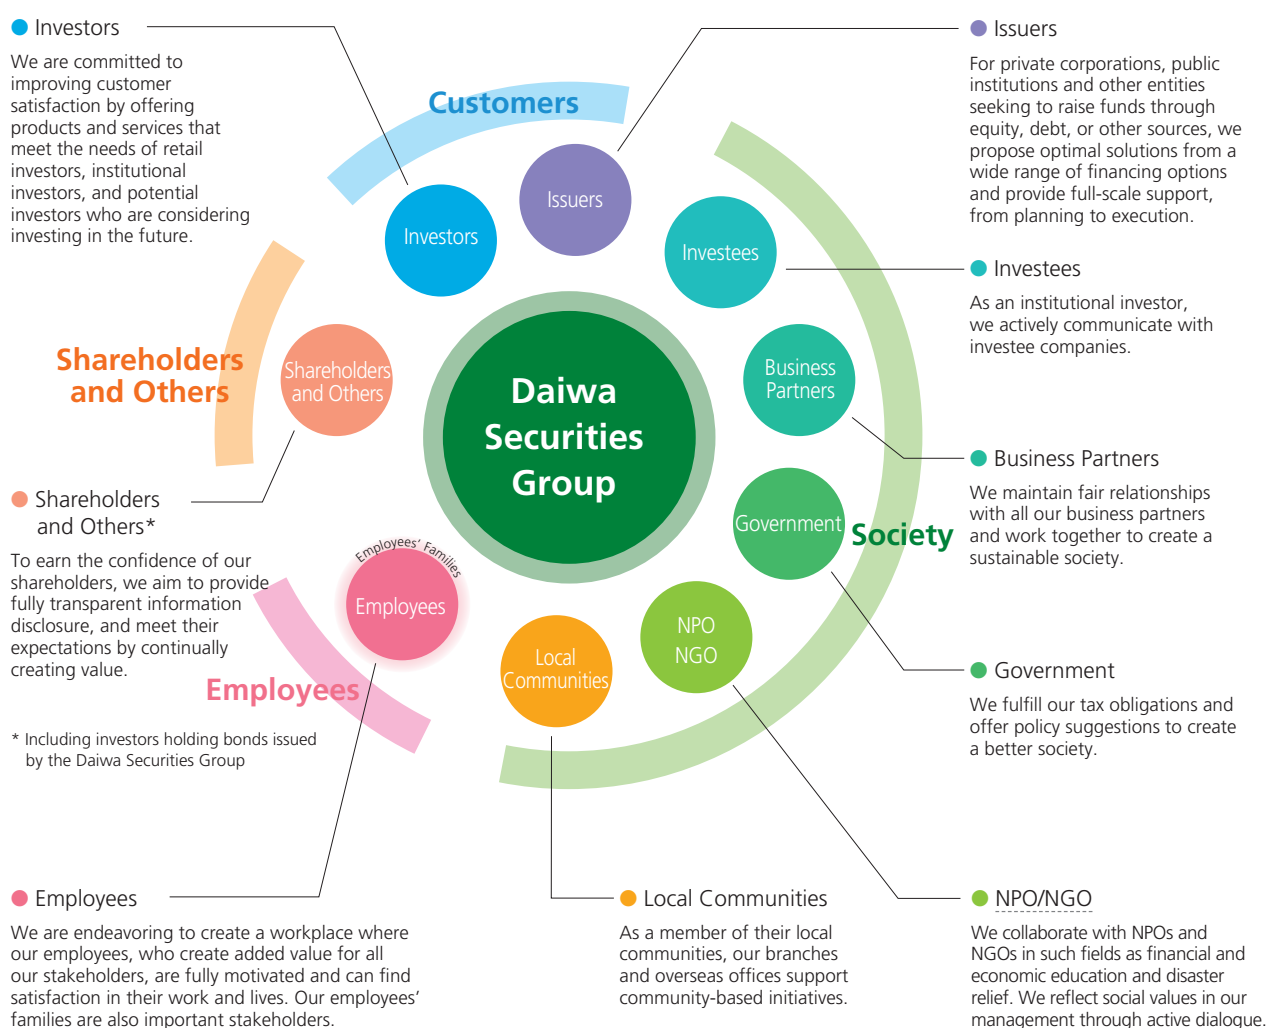 Investors
We are committed to
improving customer
satisfaction by offering
products and services that
meet the needs of retail
investors, institutional
investors, and potential
investors who are considering
investing in the future.
Issuers
For private corporations, public
institutions and other entities
seeking to raise funds through
equity, debt, or other sources, we
propose optimal solutions from a
wide range of financing options
and provide full-scale support,
from planning to execution.
Customers
Investors
Issuers
Investees
Investees
As an institutional investor,
we actively communicate with
investee companies.
Shareholders
and Others
Shareholders
and Others
Daiwa
Securities
Group
Business
Partners
Business Partners
We maintain fair relationships
with all our business partners
and work together to create a
sustainable society.
Shareholders
and Others*
To earn the confidence of our
shareholders, we aim to provide
fully transparent information
disclosure, and meet their
expectations by continually
creating value.
* Including investors holding bonds issued
by the Daiwa Securities Group
Government
Society
Employees' Families
Employees
Employees
Local
Communities
NPO
NGO
Government
We fulfill our tax obligations and
offer policy suggestions to create
a better society.
Employees
We are endeavoring to create a workplace where
our employees, who create added value for all
our stakeholders, are fully motivated and can find
satisfaction in their work and lives. Our employees'
families are also important stakeholders.
Local Communities
As a member of their local
communities, our branches
and overseas offices support
community-based initiatives.
NPO/NGO
We collaborate with NPOs and
NGOs in such fields as financial and
economic education and disaster
relief. We reflect social values in our
management through active dialogue.